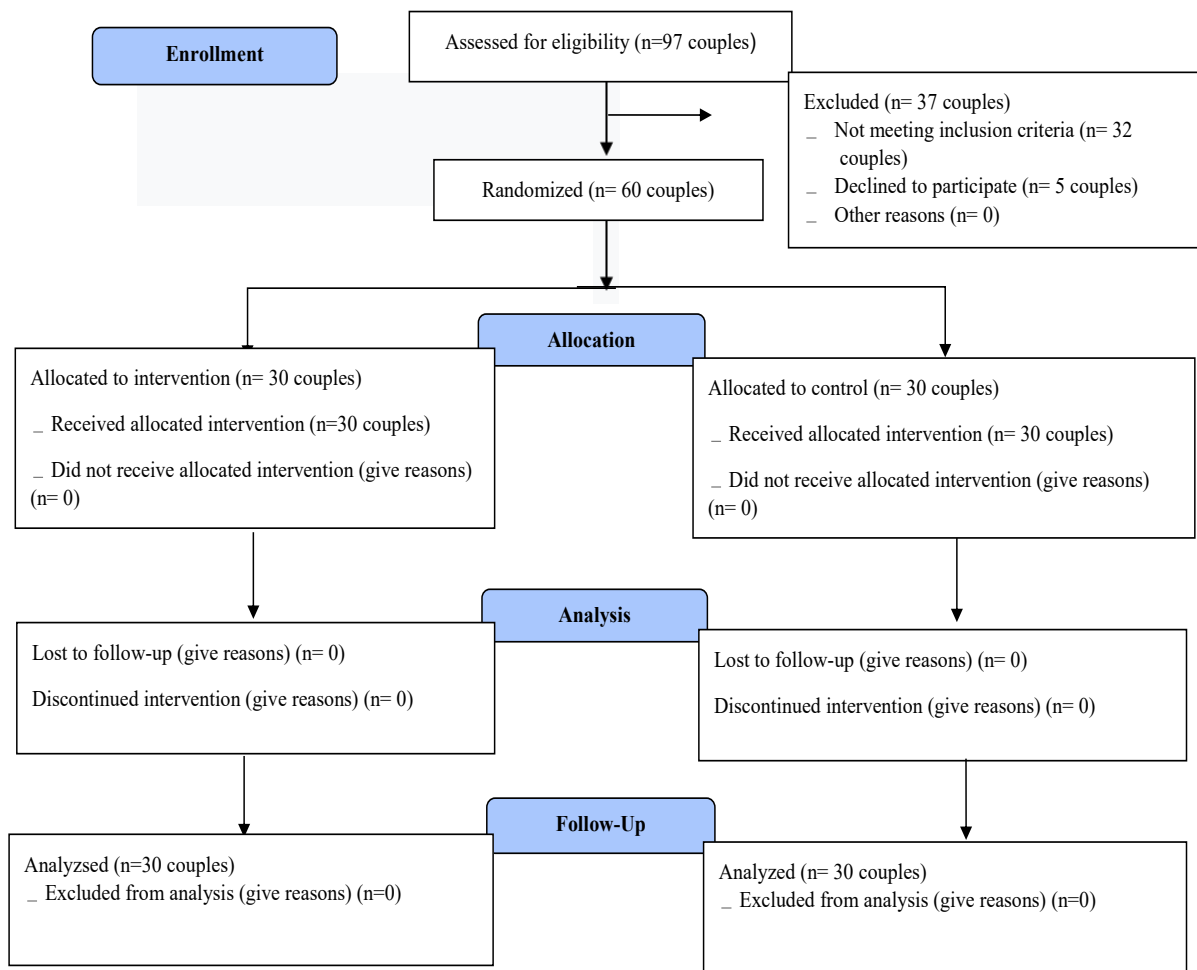 Enrollment
Assessed for eligibility (n=97 couples)
Excluded (n= 37 couples)
_ Not meeting inclusion criteria (n= 32
couples)
_ Declined to participate (n= 5 couples)
_ Other reasons (n= 0)
Randomized (n= 60 couples)
Allocation
Allocated to intervention (n= 30 couples)
_ Received allocated intervention (n=30 couples)
_ Did not receive allocated intervention (give reasons)
(n= 0)
Allocated to control (n= 30 couples)
_ Received allocated intervention (n= 30 couples)
_ Did not receive allocated intervention (give reasons)
(n= 0)
Analysis
Lost to follow-up (give reasons) (n= 0)
Discontinued intervention (give reasons) (n= 0)
Lost to follow-up (give reasons) (n= 0)
Discontinued intervention (give reasons) (n= 0)
Follow-Up
Analyzsed (n=30 couples)
_ Excluded from analysis (give reasons) (n=0)
Analyzed (n= 30 couples)
_ Excluded from analysis (give reasons) (n=0)